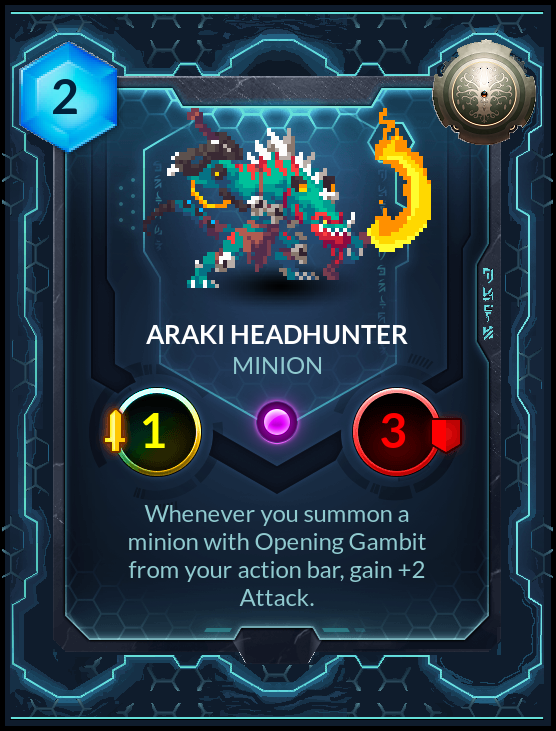 2
ARAKI HEADHUNTER
MINION
1
3
Whenever you summon a
minion with Opening Gambit
from your action bar, gain +2
Attack.